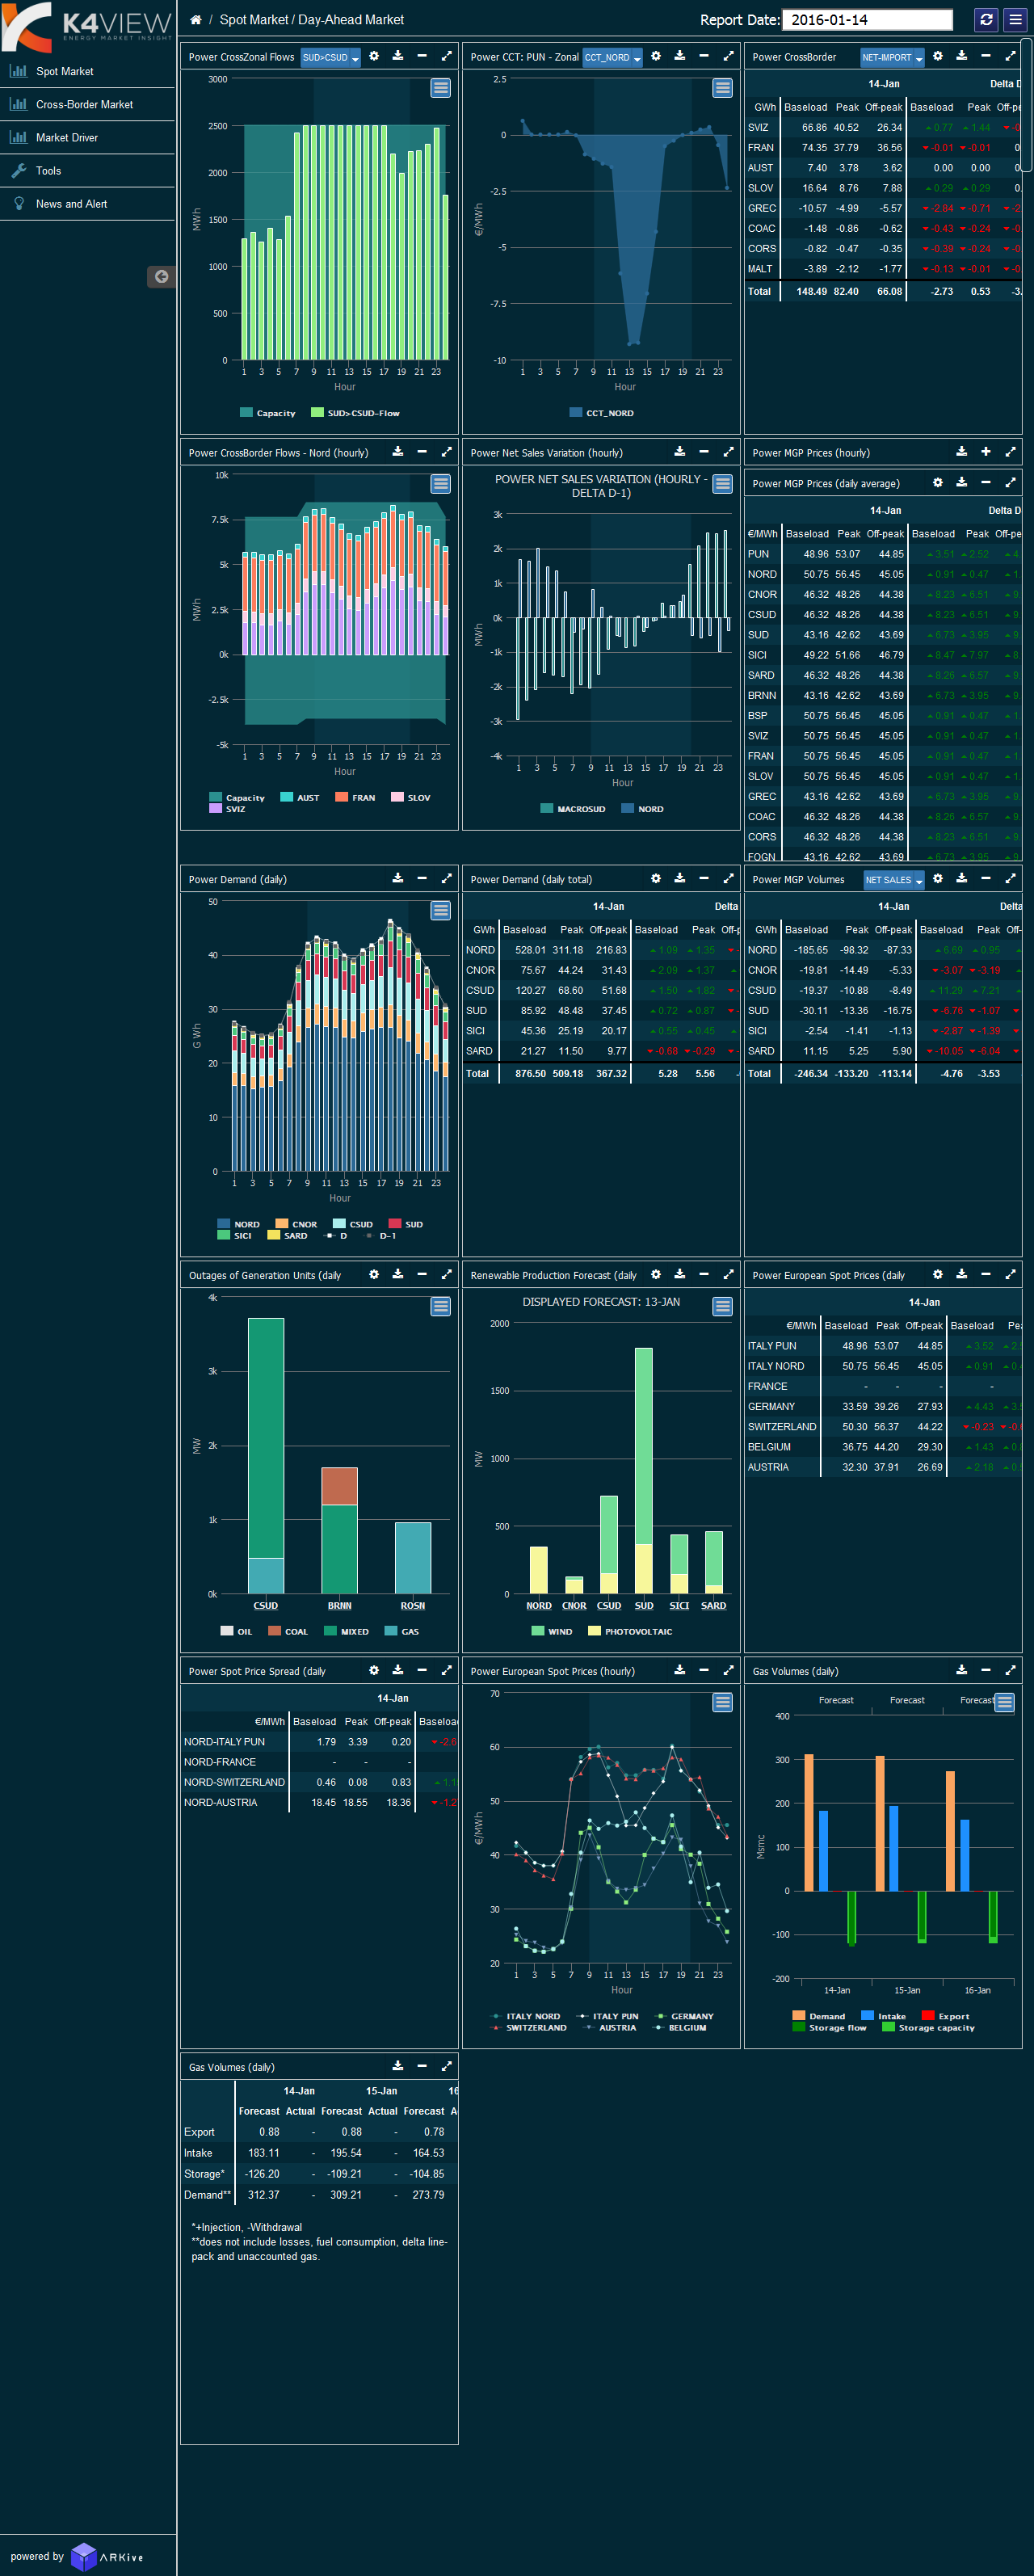 K4VIEW
ENERGY MARKET INSIGHT
/ Spot Market / Day-Ahead Market
Report Date: 2016-01-14
Spot Market
Cross-Border Market
Market Driver
Tools
News and Alert
Power CrossZonal Flows SUD>CSUD
3000
2500
2000
1500
1000
500
0
MWh
1 3 5 7 9 11 13 15 17 19 21 23
Hour
Capacity SUD>CSUD-Flow
Power CCT: PUN - Zonal CCT_NORD
2.5
0
-2.5
-5
-7.5
-10
€/MWh
1 3 5 7 9 11 13 15 17 19 21 23
Hour
CCT_NORD
Power CrossBorder NET-IMPORT
14-Jan Delta D
GWh Baseload Peak Off-peak Baseload Peak Off-p
SVIZ 66.86 40.52 26.34 0.77 1.44 -0
FRAN 74.35 37.79 36.56 -0.01 -0.01 0
AUST 7.40 3.78 3.62 0.00 0.00 0
SLOV 16.64 8.76 7.88 0.29 0.29 0.
GREC -10.57 -4.99 -5.57 -2.84 -0.71 -2.
COAC -1.48 -0.86 -0.62 -0.43 -0.24 -0
CORS -0.82 -0.47 -0.35 -0.39 -0.24 -0
MALT -3.89 -2.12 -1.77 -0.13 -0.01 -0
Total 148.49 82.40 66.08 -2.73 0.53 -3.
Power CrossBorder Flows - Nord (hourly)
10k
7.5k
5k
2.5k
0k
-2.5k
-5k
MWh
1 3 5 7 9 11 13 15 17 19 21 23
Hour
Capacity AUST FRAN SLOV
SVIZ
Power Net Sales Variation (hourly)
POWER NET SALES VARIATION (HOURLY -
DELTA D-1)
3k
2k
1k
0k
-1k
-2k
-3k
-4k
MWh
1 3 5 7 9 11 13 15 17 19 21 23
Hour
MACROSUD NORD
Power MGP Prices (hourly)
Power MGP Prices (daily average)
14-Jan Delta D
€/MWh Baseload Peak Off-peak Baseload Peak Off-pe
PUN 48.96 53.07 44.85 3.51 2.52 4.
NORD 50.75 56.45 45.05 0.91 0.47 1.
CNOR 46.32 48.26 44.38 8.23 6.51 9.
CSUD 46.32 48.26 44.38 8.23 6.51 9.
SUD 43.16 42.62 43.69 6.73 3.95 9.
SICI 49.22 51.66 46.79 8.47 7.97 8.
SARD 46.32 48.26 44.38 8.26 6.57 9.
BRNN 43.16 42.62 43.69 6.73 3.95 9.
BSP 50.75 56.45 45.05 0.91 0.47 1.
SVIZ 50.75 56.45 45.05 0.91 0.47 1.
FRAN 50.75 56.45 45.05 0.91 0.47 1.
SLOV 50.75 56.45 45.05 0.91 0.47 1.
GREC 43.16 42.62 43.69 6.73 3.95 9.
COAC 46.32 48.26 44.38 8.26 6.57 9.
CORS 46.32 48.26 44.38 8.23 6.51 9.
FOGN 43.16 42.62 43.69 6.73 3.95 9.
Power Demand (daily)
50
40
30
20
10
0
G Wh
1 3 5 7 9 11 13 15 17 19 21 23
Hour
NORD CNOR CSUD SUD
SICI SARD D D-1
Power Demand (daily total)
14-Jan Delta
GWh Baseload Peak Off-peak Baseload Peak Off-p
NORD 528.01 311.18 216.83 1.09 1.35 -
CNOR 75.67 44.24 31.43 2.09 1.37
CSUD 120.27 68.60 51.68 1.50 1.82 -
SUD 85.92 48.48 37.45 0.72 0.87 -
SICI 45.36 25.19 20.17 0.55 0.45
SARD 21.27 11.50 9.77 -0.68 -0.29 -
Total 876.50 509.18 367.32 5.28 5.56 -
Power MGP Volumes NET SALES
14-Jan Delta
GWh Baseload Peak Off-peak Baseload Peak Off-
NORD -185.65 -98.32 -87.33 6.69 0.95
CNOR -19.81 -14.49 -5.33 -3.07 -3.19
CSUD -19.37 -10.88 -8.49 11.29 7.21
SUD -30.11 -13.36 -16.75 -6.76 -1.07
SICI -2.54 -1.41 -1.13 -2.87 -1.39
SARD 11.15 5.25 5.90 -10.05 -6.04
Total -246.34 -133.20 -113.14 -4.76 -3.53
Outages of Generation Units (daily
4k
3k
2k
1k
0k
MW
CSUD BRNN ROSN
OIL COAL MIXED GAS
Renewable Production Forecast (daily
DISPLAYED FORECAST: 13-JAN
2000
1500
1000
500
0
MW
NORD CNOR CSUD SUD SICI SARD
WIND PHOTOVOLTAIC
Power European Spot Prices (daily
14-Jan
€/MWh Baseload Peak Off-peak Baseload Pea
ITALY PUN 48.96 53.07 44.85 3.52 2.
ITALY NORD 50.75 56.45 45.05 0.91 0.
FRANCE - - - -
GERMANY 33.59 39.26 27.93 4.43 3.
SWITZERLAND 50.30 56.37 44.22 -0.23 -0.
BELGIUM 36.75 44.20 29.30 1.43 0.
AUSTRIA 32.30 37.91 26.69 2.18 0.
Power Spot Price Spread (daily
14-Jan
€/MWh Baseload Peak Off-peak Baseload
NORD-ITALY PUN 1.79 3.39 0.20 -2.6
NORD-FRANCE - - -
NORD-SWITZERLAND 0.46 0.08 0.83 1.1
NORD-AUSTRIA 18.45 18.55 18.36 -1.2
Power European Spot Prices (hourly)
70
60
50
40
30
20
€/MWh
1 3 5 7 9 11 13 15 17 19 21 23
Hour
ITALY NORD ITALY PUN GERMANY
SWITZERLAND AUSTRIA BELGIUM
Gas Volumes (daily)
Forecast Forecast Forecast
400
300
200
100
0
-100
-200
Msmc
14-Jan 15-Jan 16-Jan
Demand Intake Export
Storage flow Storage capacity
Gas Volumes (daily)
14-Jan 15-Jan 16
Forecast Actual Forecast Actual Forecast A
Export 0.88 - 0.88 - 0.78
Intake 183.11 - 195.54 - 164.53
Storage* -126.20 - -109.21 - -104.85
Demand** 312.37 - 309.21 - 273.79
*+Injection, -Withdrawal
**does not include losses, fuel consumption, delta line-
pack and unaccounted gas.
powered by ARKive